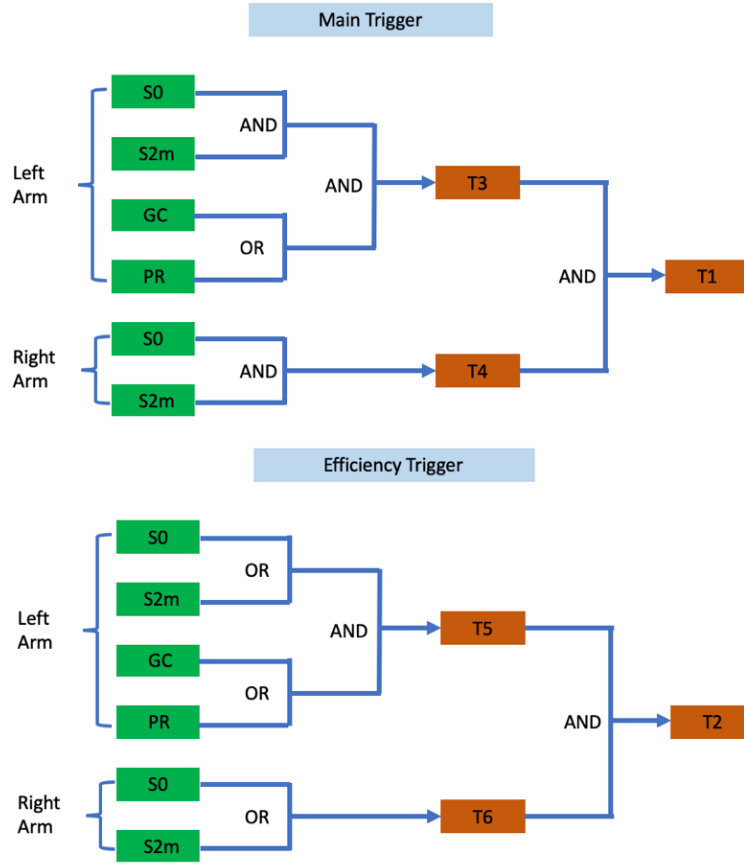 Main Trigger
S0
AND
S2m
Left
Arm
AND
T3
GC
OR
PR
AND
T1
Right
Arm
S0
AND
T4
S2m
Efficiency Trigger
S0
OR
S2m
Left
Arm
AND
T5
GC
OR
PR
AND
T2
Right
Arm
S0
OR
T6
S2m